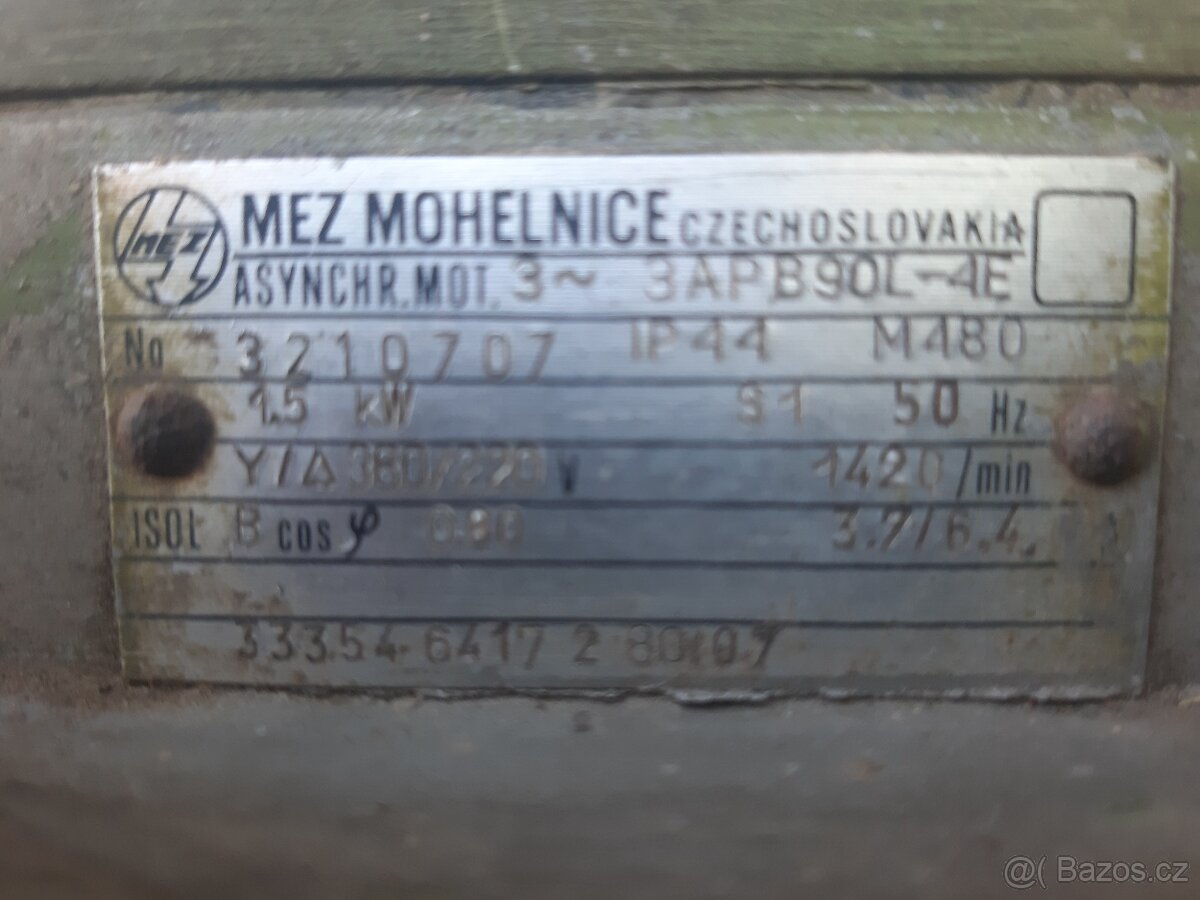 MEZ MEZ MOHELNICE CZECHOSLOVAKIA
ASYNCHR. MOT. 3~ 3APB90L-4E
No 3210707 IP44 M480
1.5 kW S1 50 Hz
Y/Δ 380/220 V 1420/min
ISOL B cos φ 0.80 3.7/6.4
33354 6417 2
@( Bazos.cz